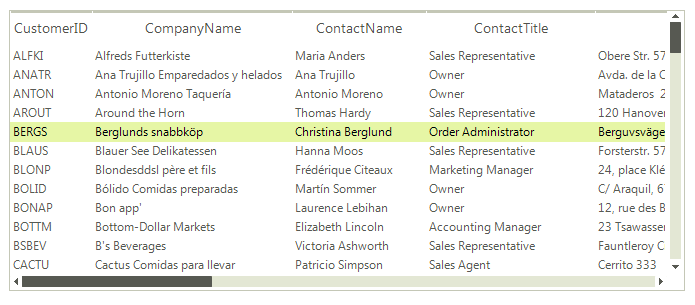 CustomerID CompanyName ContactName ContactTitle
ALFKI Alfreds Futterkiste Maria Anders Sales Representative Obere Str. 57
ANATR Ana Trujillo Emparedados y helados Ana Trujillo Owner Avda. de la C
ANTON Antonio Moreno Taquería Antonio Moreno Owner Mataderos 2
AROUT Around the Horn Thomas Hardy Sales Representative 120 Hanover
BERGS Berglunds snabbköp Christina Berglund Order Administrator Berguvsväge
BLAUS Blauer See Delikatessen Hanna Moos Sales Representative Forsterstr. 57
BLONP Blondesddsl père et fils Frédérique Citeaux Marketing Manager 24, place Klé
BOLID Bólido Comidas preparadas Martín Sommer Owner C/ Araquil, 67
BONAP Bon app' Laurence Lebihan Owner 12, rue des B
BOTTM Bottom-Dollar Markets Elizabeth Lincoln Accounting Manager 23 Tsawassen
BSBEV B's Beverages Victoria Ashworth Sales Representative Fauntleroy C
CACTU Cactus Comidas para llevar Patricio Simpson Sales Agent Cerrito 333